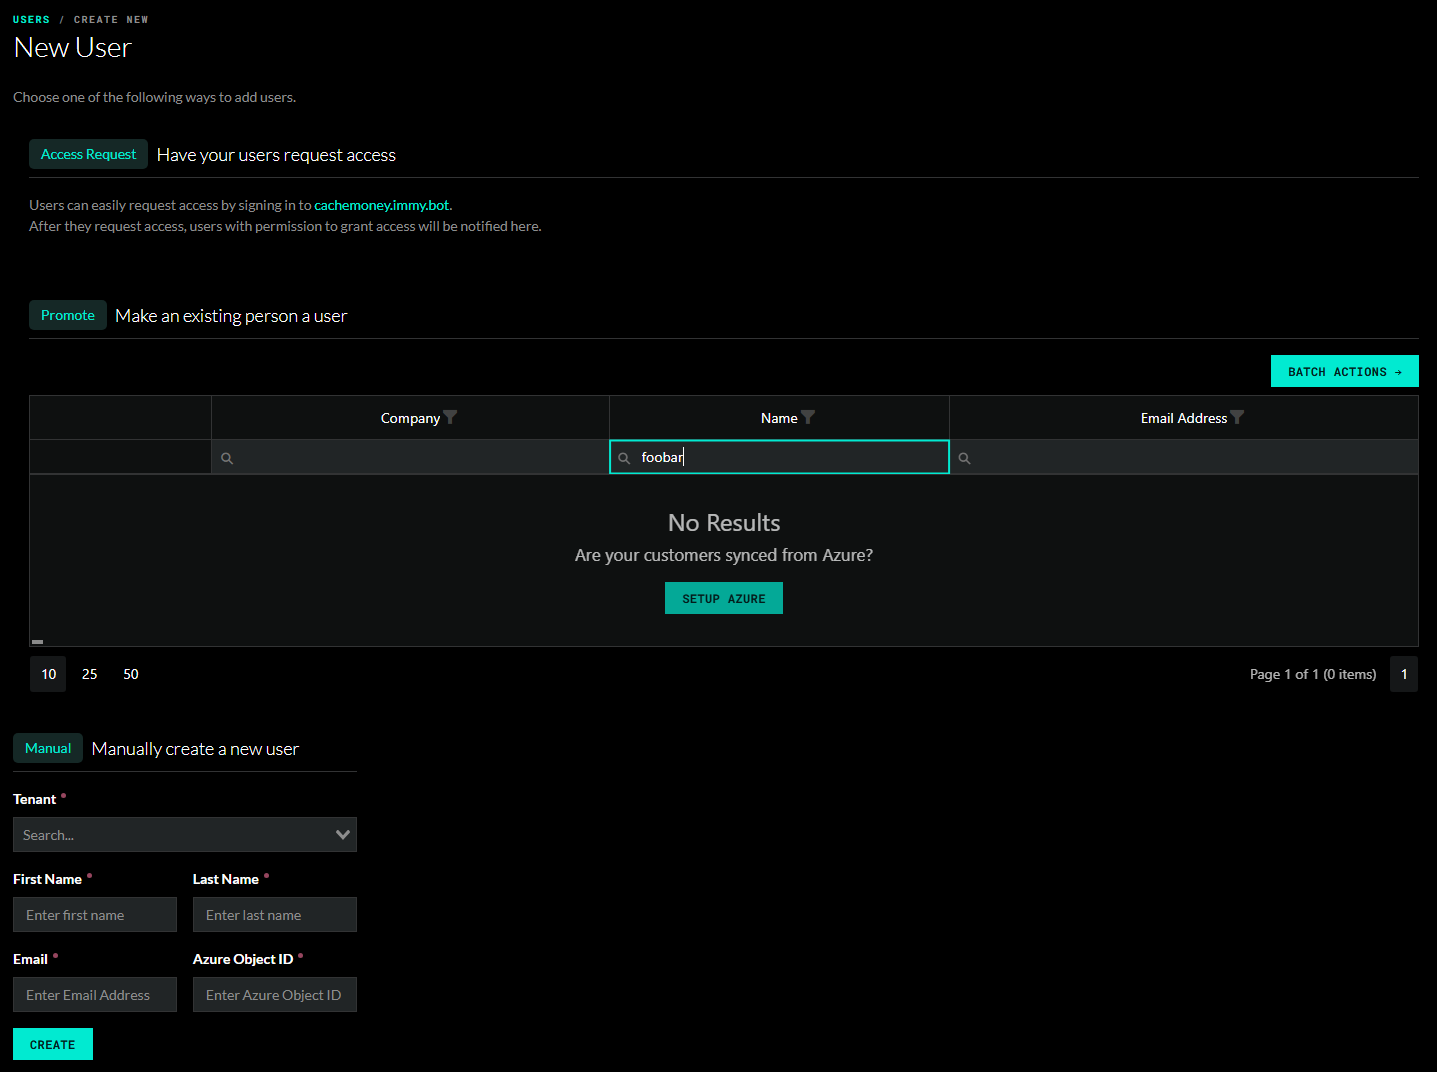 USERS / CREATE NEW
New User
Choose one of the following ways to add users.
Access Request Have your users request access
Users can easily request access by signing in to cachemoney.immy.bot.
After they request access, users with permission to grant access will be notified here.
Promote Make an existing person a user
BATCH ACTIONS →
Company Name Email Address
foobar
No Results
Are your customers synced from Azure?
SETUP AZURE
10 25 50 Page 1 of 1 (0 items) 1
Manual Manually create a new user
Tenant
Search...
First Name Last Name
Enter first name Enter last name
Email Azure Object ID
Enter Email Address Enter Azure Object ID
CREATE